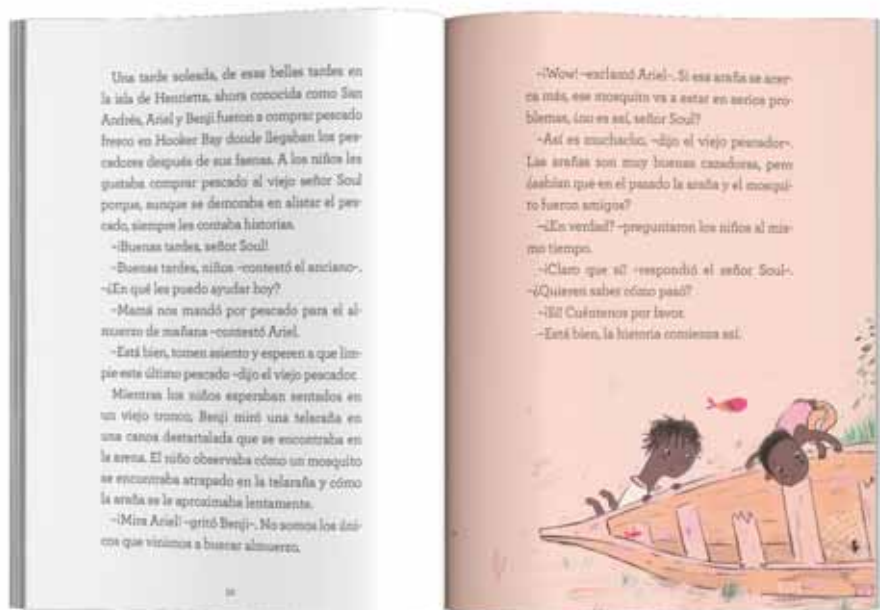 Una tarde soleada, de esas bellas tardes en
la isla de Henrietta, ahora conocida como San
Andrés, Ariel y Benji fueron a comprar pescado
fresco en Hooker Bay donde llegaban los pes-
cadores después de sus faenas. A los niños les
gustaba comprar pescado al viejo señor Soul
porque, aunque se demoraba en alistar el pes-
cado, siempre les contaba historias.
–¡Buenas tardes, señor Soul!
–Buenas tardes, niños –contestó el anciano–.
–¿En qué les puedo ayudar hoy?
–Mamá nos mandó por pescado para el al-
muerzo de mañana –contestó Ariel.
–Está bien, tomen asiento y esperen a que lim-
pie este último pescado –dijo el viejo pescador.
Mientras los niños esperaban sentados en
un viejo tronco, Benji miró una telaraña en
una canoa destartalada que se encontraba en
la arena. El niño observaba cómo un mosquito
se encontraba atrapado en la telaraña y cómo
la araña se le aproximaba lentamente.
–¡Mira Ariel! –gritó Benji–. No somos los úni-
cos que vinimos a buscar almuerzo.
–¡Wow! –exclamó Ariel–. Si esa araña se acer-
ca más, ese mosquito va a estar en serios pro-
blemas, ¿no es así, señor Soul?
–Así es muchacho, –dijo el viejo pescador–.
Las arañas son muy buenas cazadoras, pero
¿sabían que en el pasado la araña y el mosqui-
to fueron amigos?
–¿En verdad? –preguntaron los niños al mis-
mo tiempo.
–¡Claro que sí! –respondió el señor Soul–.
–¿Quieren saber cómo pasó?
–¡Sí! Cuéntenos por favor.
–Está bien, la historia comienza así.